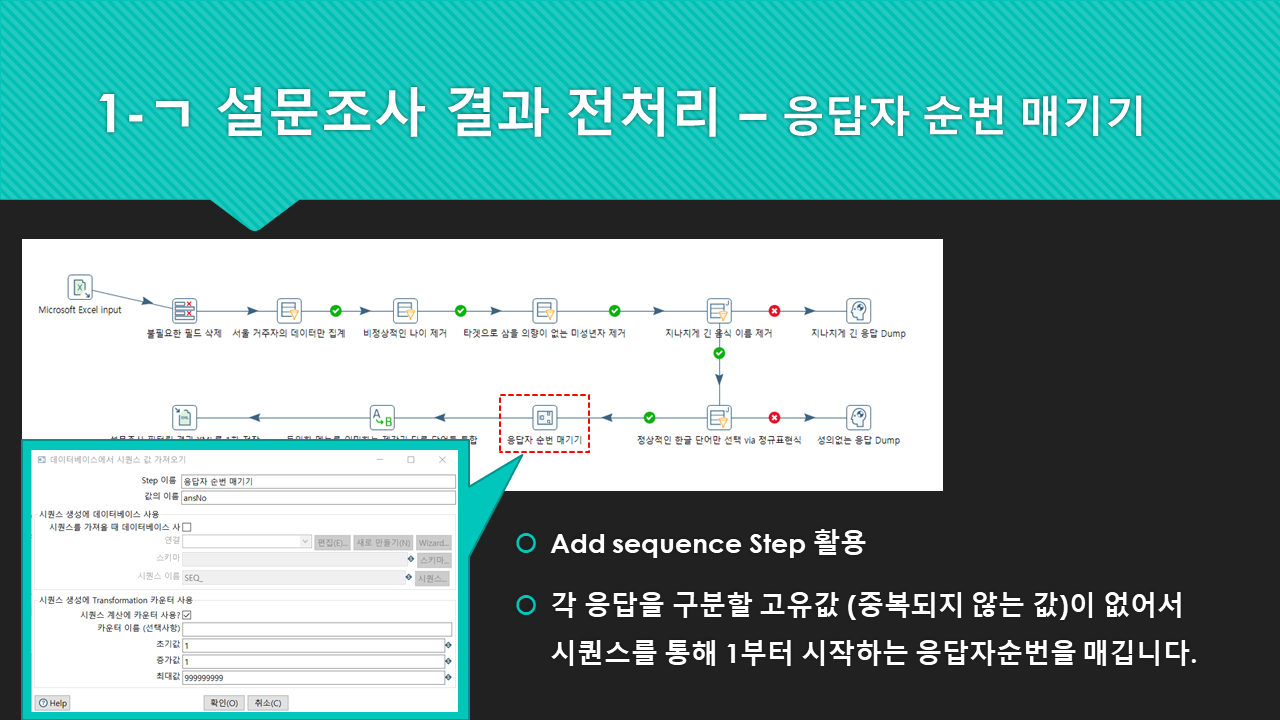 1-ㄱ 설문조사 결과 전처리 – 응답자 순번 매기기
Microsoft Excel Input
불필요한 필드 삭제
서울 거주자의 데이터만 집계
비정상적인 나이 제거
타겟으로 삼을 의향이 없는 미성년자 제거
지나치게 긴 음식 이름 제거
지나치게 긴 응답 Dump
응답자 순번 매기기
정상적인 한글 단어만 선택 via 정규표현식
성의없는 응답 Dump
데이터베이스에서 시퀀스 값 가져오기
Step 이름 응답자 순번 매기기
값의 이름 ansNo
시퀀스 생성에 데이터베이스 사용
시퀀스를 가져올 때 데이터베이스 사
연결 편집(E)... 새로 만들기(N) Wizard...
스키마 스키마...
시퀀스 이름 SEQ_ 시퀀스...
시퀀스 생성에 Transformation 카운터 사용
시퀀스 계산에 카운터 사용?
카운터 이름 (선택사항)
초기값 1
증가값 1
최대값 999999999
Help 확인(O) 취소(C)
Add sequence Step 활용
각 응답을 구분할 고유값 (중복되지 않는 값)이 없어서
시퀀스를 통해 1부터 시작하는 응답자순번을 매깁니다.